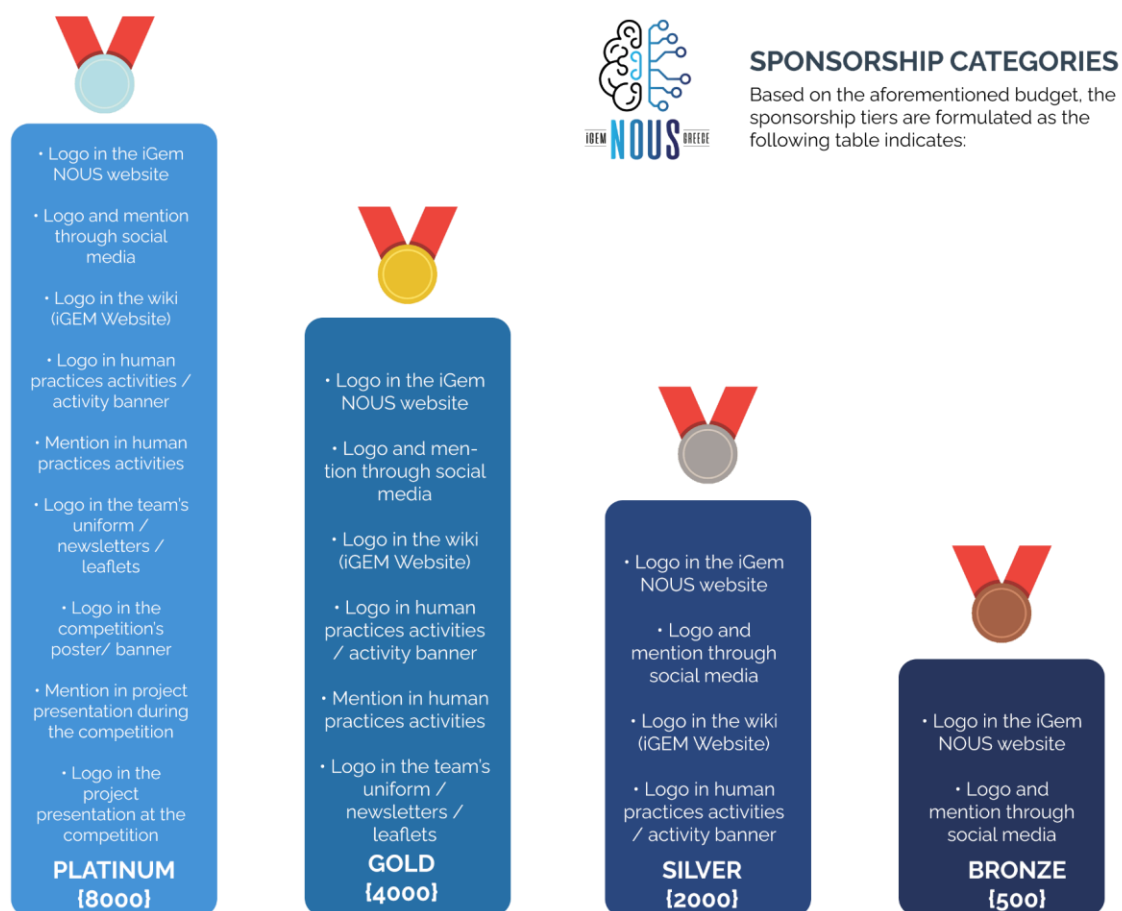 iGEM NOUS GREECE
SPONSORSHIP CATEGORIES
Based on the aforementioned budget, the
sponsorship tiers are formulated as the
following table indicates:
• Logo in the iGem
NOUS website
• Logo and mention
through social
media
• Logo in the wiki
(iGEM Website)
• Logo in human
practices activities /
activity banner
• Mention in human
practices activities
• Logo in the team's
uniform /
newsletters /
leaflets
• Logo in the
competition's
poster/ banner
• Mention in project
presentation during
the competition
• Logo in the
project
presentation at the
competition
PLATINUM
{8000}
• Logo in the iGem
NOUS website
• Logo and men-
tion through social
media
• Logo in the wiki
(iGEM Website)
• Logo in human
practices activities
/ activity banner
• Mention in human
practices activities
• Logo in the team's
uniform /
newsletters /
leaflets
GOLD
{4000}
• Logo in the iGem
NOUS website
• Logo and
mention through
social media
• Logo in the wiki
(iGEM Website)
• Logo in human
practices activities
/ activity banner
SILVER
{2000}
• Logo in the iGem
NOUS website
• Logo and
mention through
social media
BRONZE
{500}